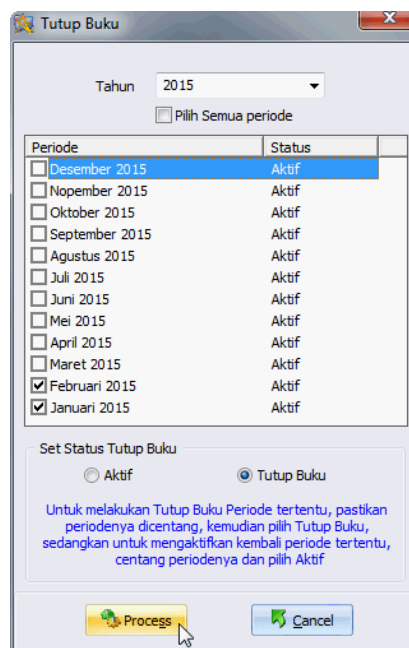 Tutup Buku
Tahun 2015
Pilih Semua periode
Periode Status
Desember 2015 Aktif
Nopember 2015 Aktif
Oktober 2015 Aktif
September 2015 Aktif
Agustus 2015 Aktif
Juli 2015 Aktif
Juni 2015 Aktif
Mei 2015 Aktif
April 2015 Aktif
Maret 2015 Aktif
Februari 2015 Aktif
Januari 2015 Aktif
Set Status Tutup Buku
Aktif Tutup Buku
Untuk melakukan Tutup Buku Periode tertentu, pastikan
periodenya dicentang, kemudian pilih Tutup Buku,
sedangkan untuk mengaktifkan kembali periode tertentu,
centang periodenya dan pilih Aktif
Process Cancel